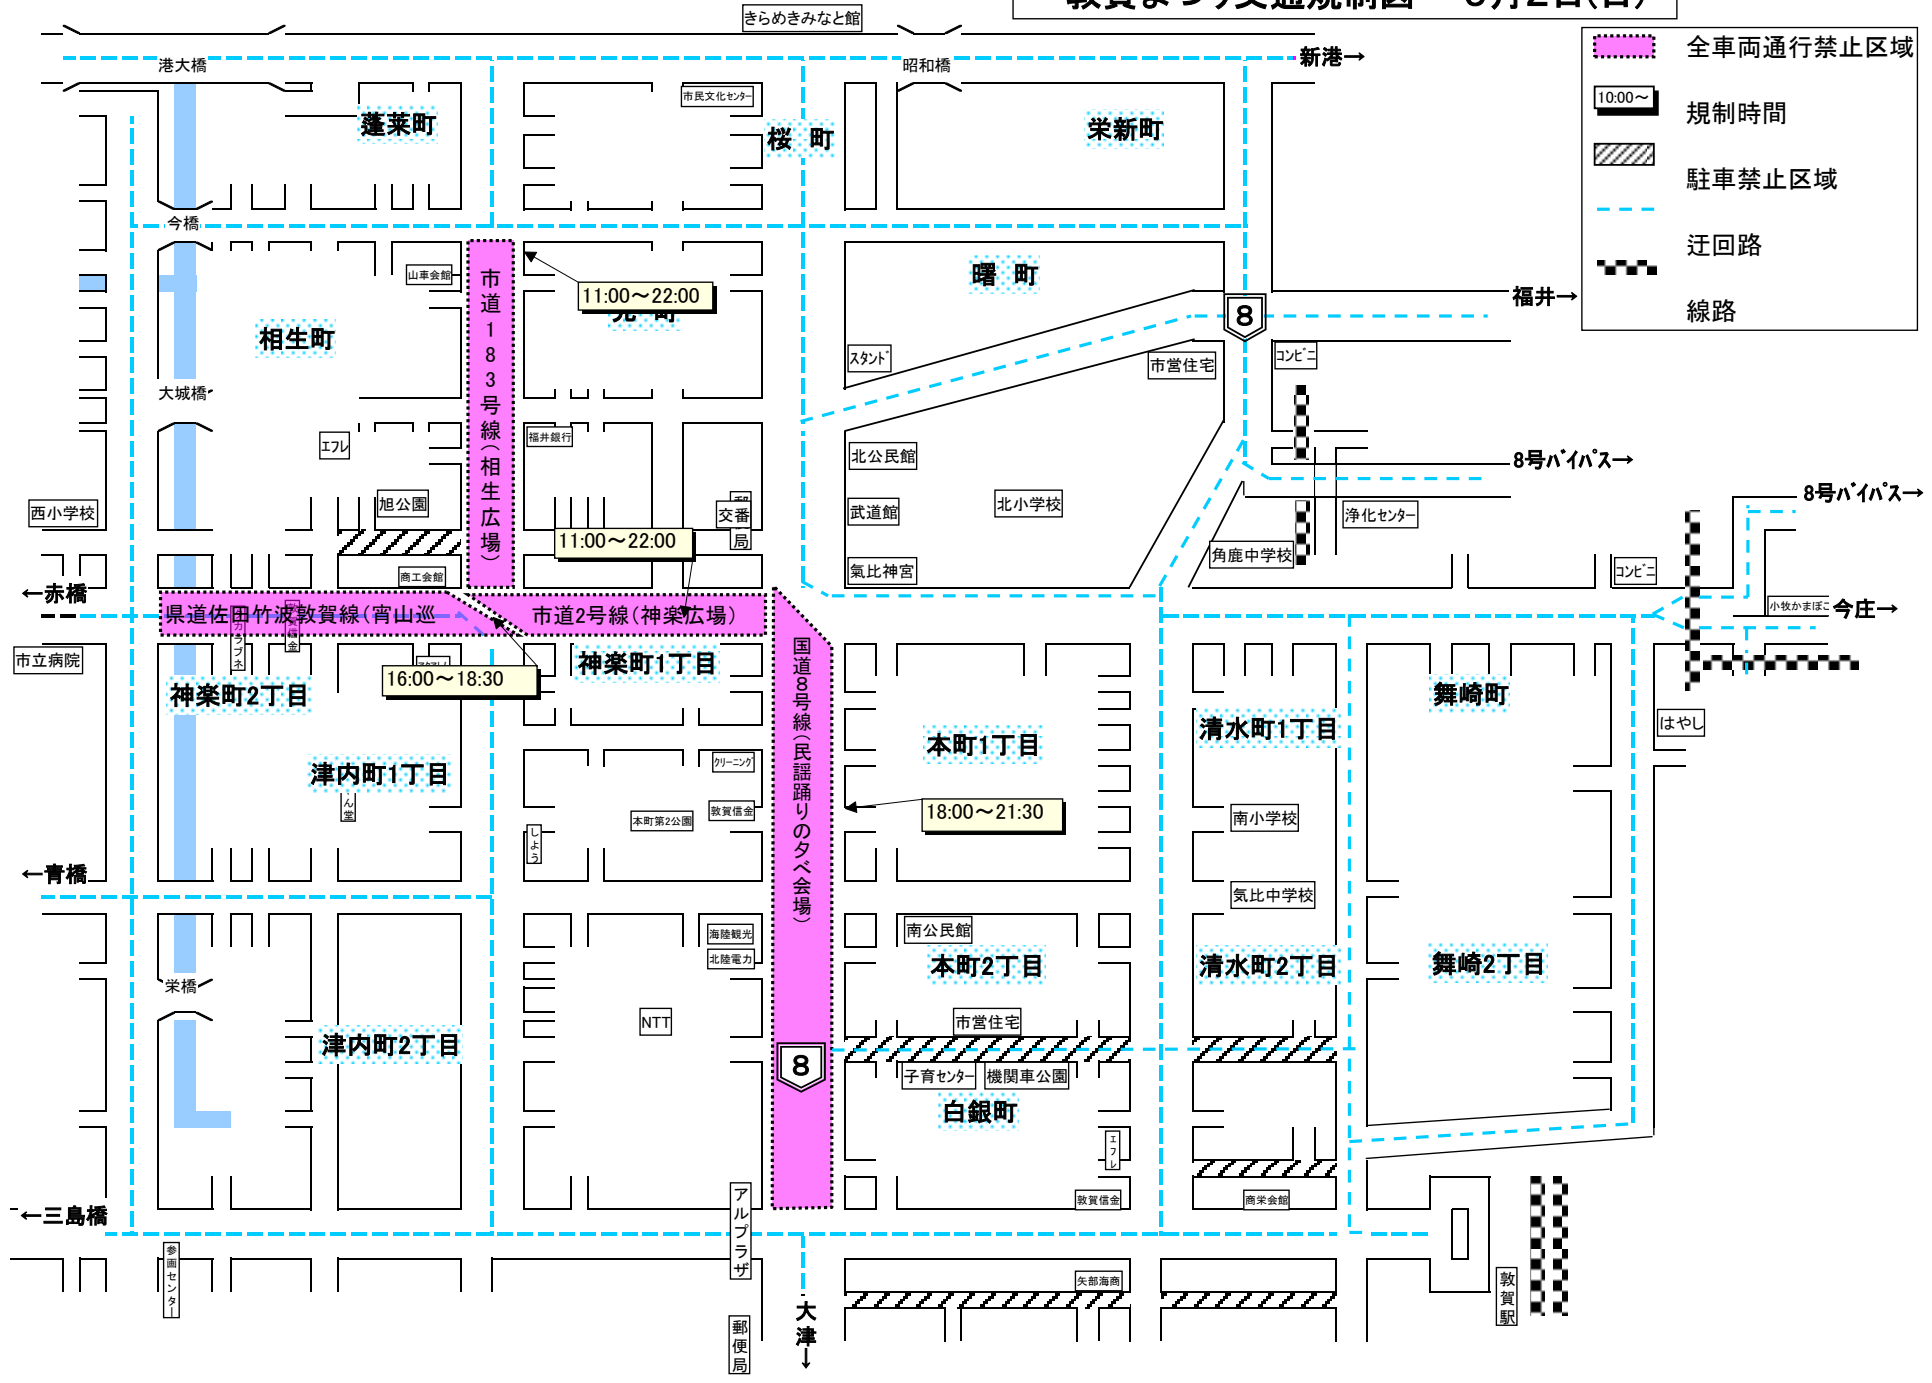 きらめきみなと館
新港→
全車両通行禁止区域
10:00～
規制時間
駐車禁止区域
迂回路
線路
港大橋
昭和橋
市民文化センター
蓬莱町
桜 町
栄新町
今橋
山車会館
市道183号線(相生広場)
11:00～22:00
曙 町
福井→
8
相生町
スタンド
市営住宅
コンビニ
大城橋
エフレ
福井銀行
北公民館
8号バイパス→
8号バイパス→
西小学校
旭公園
交番
局
武道館
北小学校
浄化センター
11:00～22:00
角鹿中学校
商工会館
氣比神宮
コンビニ
←赤橋
県道佐田竹波敦賀線(宵山巡
市道2号線(神楽広場)
小牧かまぼこ
今庄→
敦賀信金
カラブネ
市立病院
16:00～18:30
神楽町1丁目
国道8号線(民謡踊りの夕べ会場)
神楽町2丁目
舞崎町
はやし
本町1丁目
清水町1丁目
津内町1丁目
クリーニング
ん堂
敦賀信金
本町第2公園
18:00～21:30
南小学校
しよう
←青橋
気比中学校
海陸観光
南公民館
北陸電力
本町2丁目
清水町2丁目
舞崎2丁目
栄橋
NTT
市営住宅
津内町2丁目
8
子育センター
機関車公園
白銀町
エフレ
敦賀信金
商栄会館
←三島橋
アルプラザ
参画センター
矢部海商
敦賀駅
大津↓
郵便局